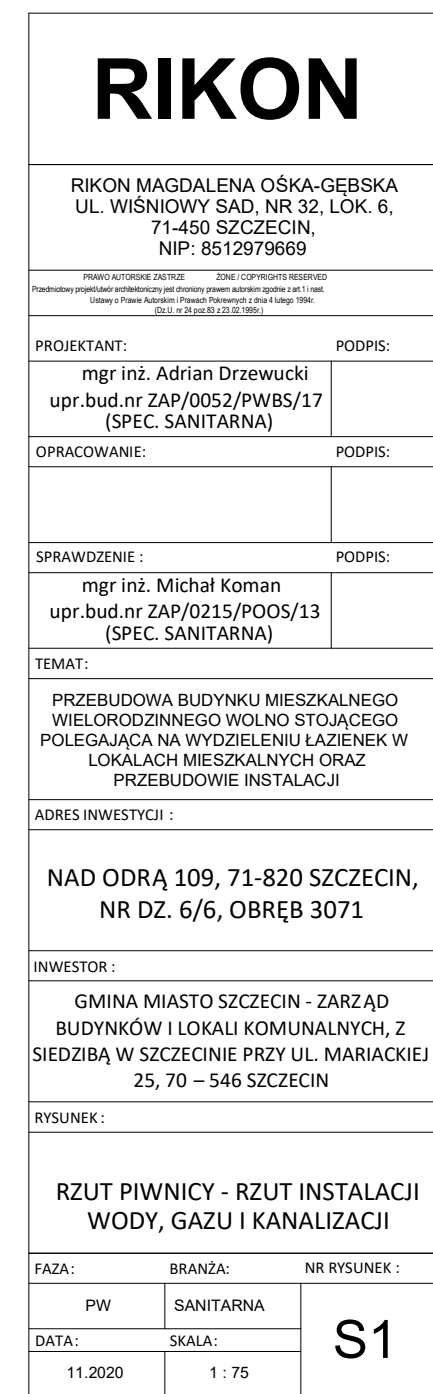 RIKON
RIKON MAGDALENA OŚKA-GĘBSKA
UL. WIŚNIOWY SAD, NR 32, LOK. 6,
71-450 SZCZECIN,
NIP: 8512979669
PRAWO AUTORSKIE ZASTRZE ŻONE / COPYRIGHTS RESERVED
Przedmiotowy projekt/utwór architektoniczny jest chroniony prawem autorskim zgodnie z art.1 i nast.
Ustawy o Prawie Autorskim i Prawach Pokrewnych z dnia 4 lutego 1994r.
(Dz.U. nr 24 poz.83 z 23.02.1995r.)
PROJEKTANT: PODPIS:
mgr inż. Adrian Drzewucki
upr.bud.nr ZAP/0052/PWBS/17
(SPEC. SANITARNA)
OPRACOWANIE: PODPIS:
SPRAWDZENIE : PODPIS:
mgr inż. Michał Koman
upr.bud.nr ZAP/0215/POOS/13
(SPEC. SANITARNA)
TEMAT:
PRZEBUDOWA BUDYNKU MIESZKALNEGO
WIELORODZINNEGO WOLNO STOJĄCEGO
POLEGAJĄCA NA WYDZIELENIU ŁAZIENEK W
LOKALACH MIESZKALNYCH ORAZ
PRZEBUDOWIE INSTALACJI
ADRES INWESTYCJI :
NAD ODRĄ 109, 71-820 SZCZECIN,
NR DZ. 6/6, OBRĘB 3071
INWESTOR :
GMINA MIASTO SZCZECIN - ZARZĄD
BUDYNKÓW I LOKALI KOMUNALNYCH, Z
SIEDZIBĄ W SZCZECINIE PRZY UL. MARIACKIEJ
25, 70 – 546 SZCZECIN
RYSUNEK :
RZUT PIWNICY - RZUT INSTALACJI
WODY, GAZU I KANALIZACJI
FAZA: BRANŻA: NR RYSUNEK :
PW SANITARNA
S1
DATA: SKALA:
11.2020 1 : 75